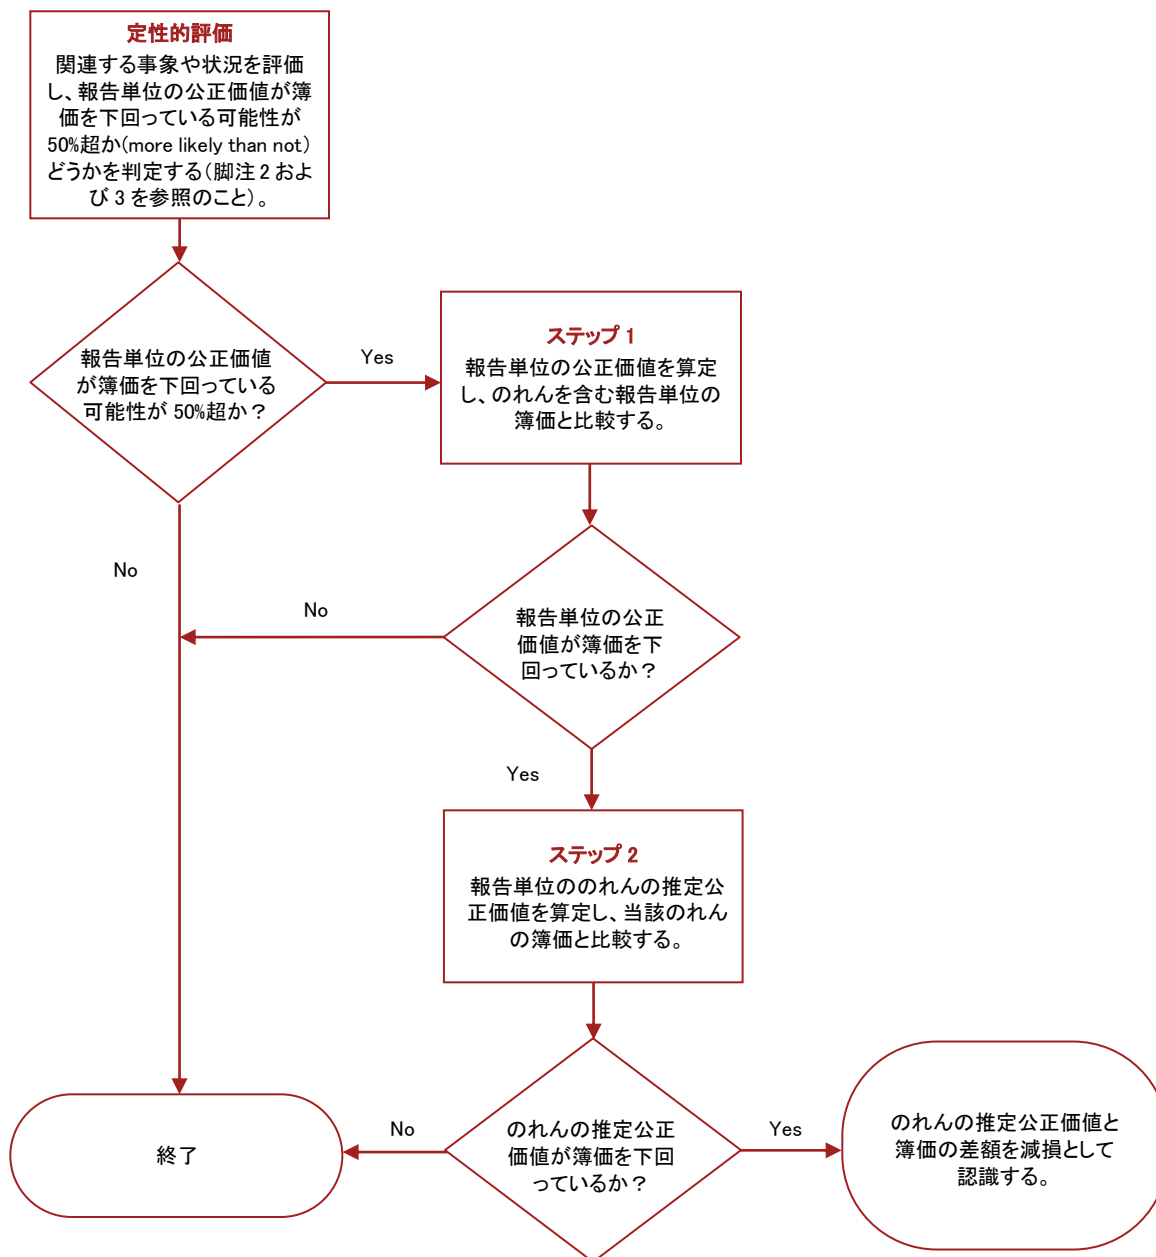 定性的評価
関連する事象や状況を評価
し、報告単位の公正価値が簿
価を下回っている可能性が
50%超か(more likely than not)
どうかを判定する(脚注 2 およ
び 3 を参照のこと)。
報告単位の公正価値
が簿価を下回っている
可能性が 50%超か？
Yes
ステップ 1
報告単位の公正価値を算定
し、のれんを含む報告単位の
簿価と比較する。
No
No
報告単位の公正
価値が簿価を下
回っているか？
Yes
ステップ 2
報告単位ののれんの推定公
正価値を算定し、当該のれん
の簿価と比較する。
終了
No
のれんの推定公正
価値が簿価を下回
っているか？
Yes
のれんの推定公正価値と
簿価の差額を減損として
認識する。